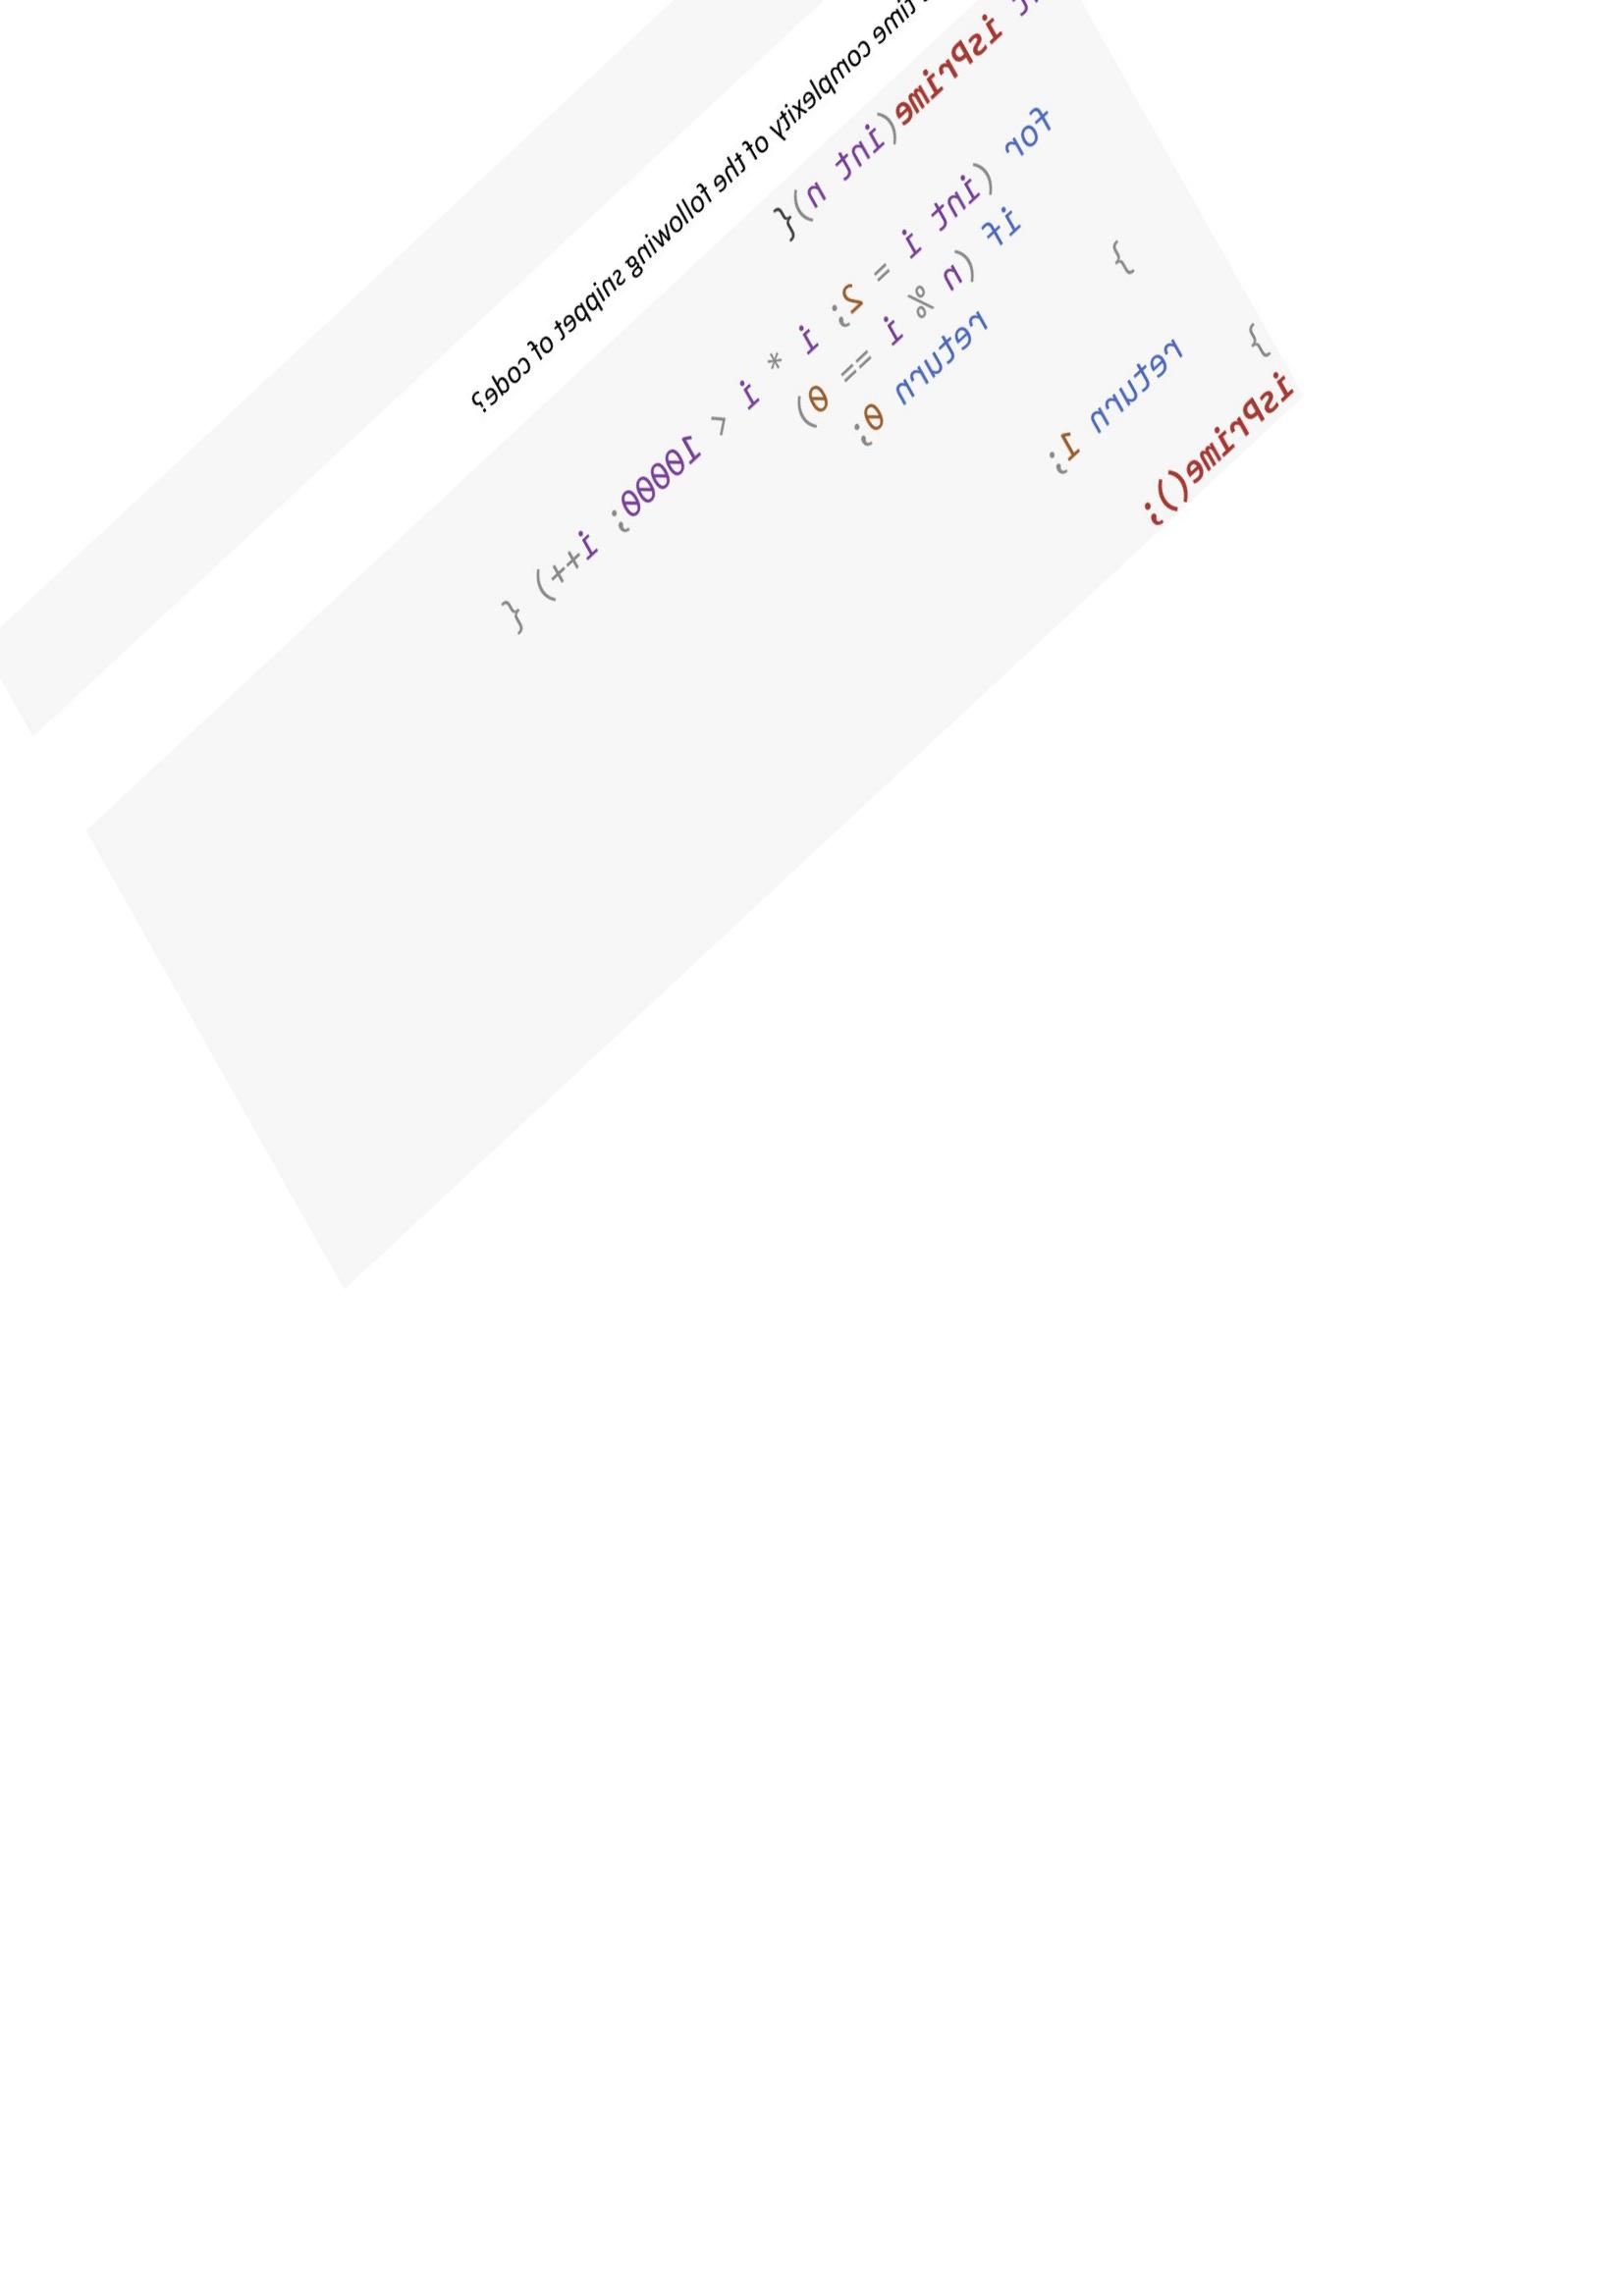 time complexity of the following snippet of code?
isPrime(int n){
for (int i = 2; i * i < 10000; i++) {
if (n % i == 0)
return 0;
}
return 1;
}
isPrime();